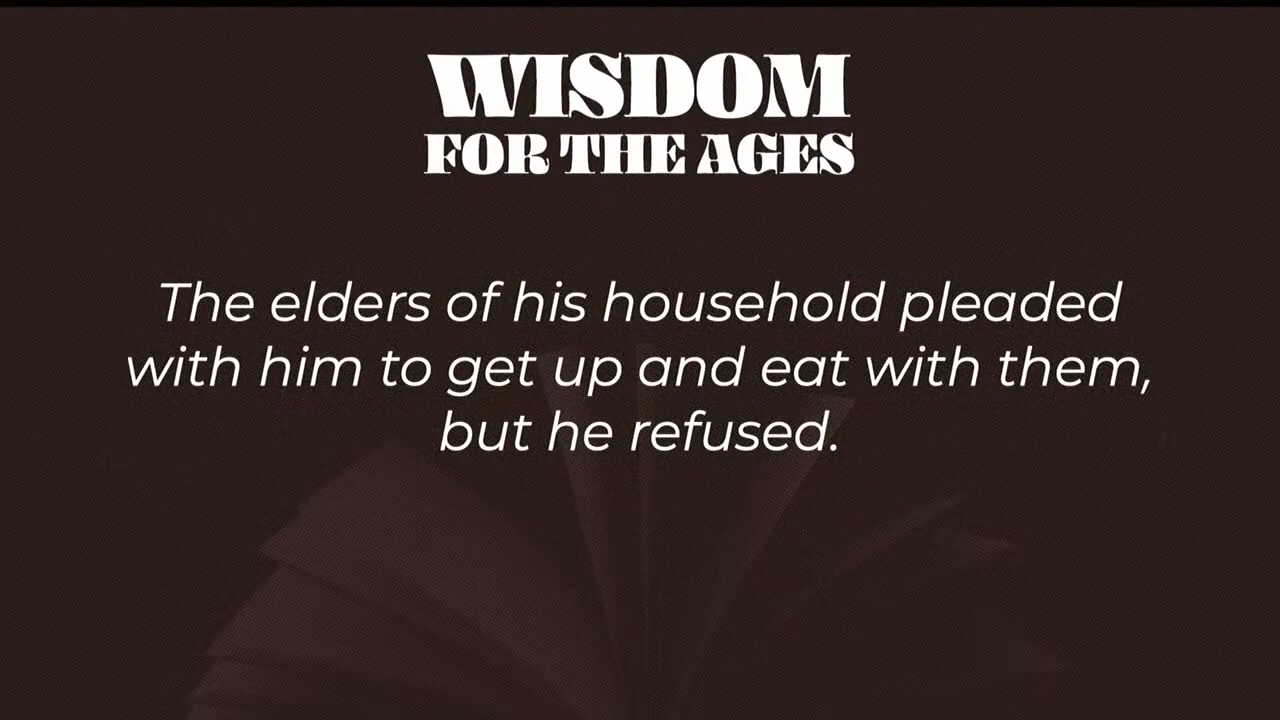 WISDOM
FOR THE AGES
The elders of his household pleaded
with him to get up and eat with them,
but he refused.